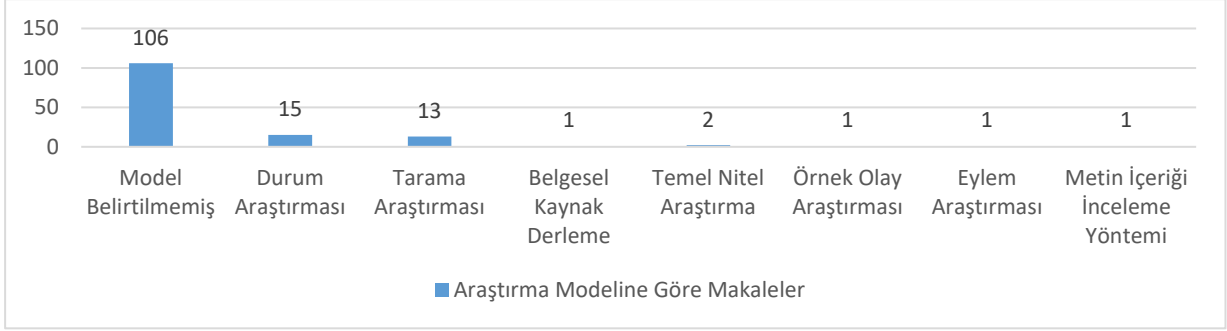 150
100
50
0
106
15
13
1
2
1
1
1
Model
Belirtilmemiş
Durum
Araştırması
Tarama
Araştırması
Belgesel
Kaynak
Derleme
Temel Nitel
Araştırma
Örnek Olay
Araştırması
Eylem
Araştırması
Metin İçeriği
İnceleme
Yöntemi
Araştırma Modeline Göre Makaleler